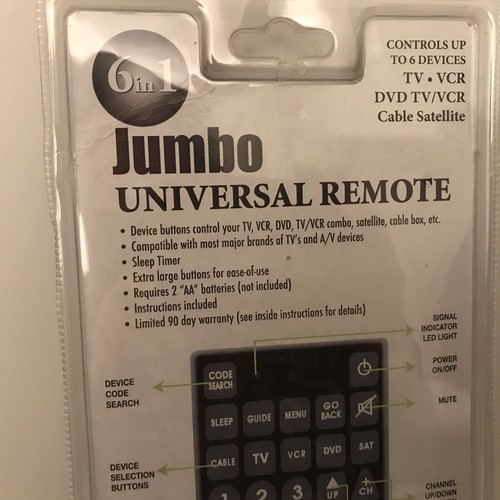 6 in 1
CONTROLS UP
TO 6 DEVICES
TV • VCR
DVD TV/VCR
Cable Satellite
Jumbo
UNIVERSAL REMOTE
• Device buttons control your TV, VCR, DVD, TV/VCR combo, satellite, cable box, etc.
• Compatible with most major brands of TV's and A/V devices
• Sleep Timer
• Extra large buttons for ease-of-use
• Requires 2 "AA" batteries (not included)
• Instructions included
• Limited 90 day warranty (see inside instructions for details)
SIGNAL
INDICATOR
LED LIGHT
POWER
ON/OFF
MUTE
DEVICE
CODE
SEARCH
CODE
SEARCH
SLEEP
GUIDE
MENU
GO
BACK
CABLE
TV
VCR
DVD
SAT
DEVICE
SELECTION
BUTTONS
1
2
3
UP
+
CH
CHANNEL
UP/DOWN